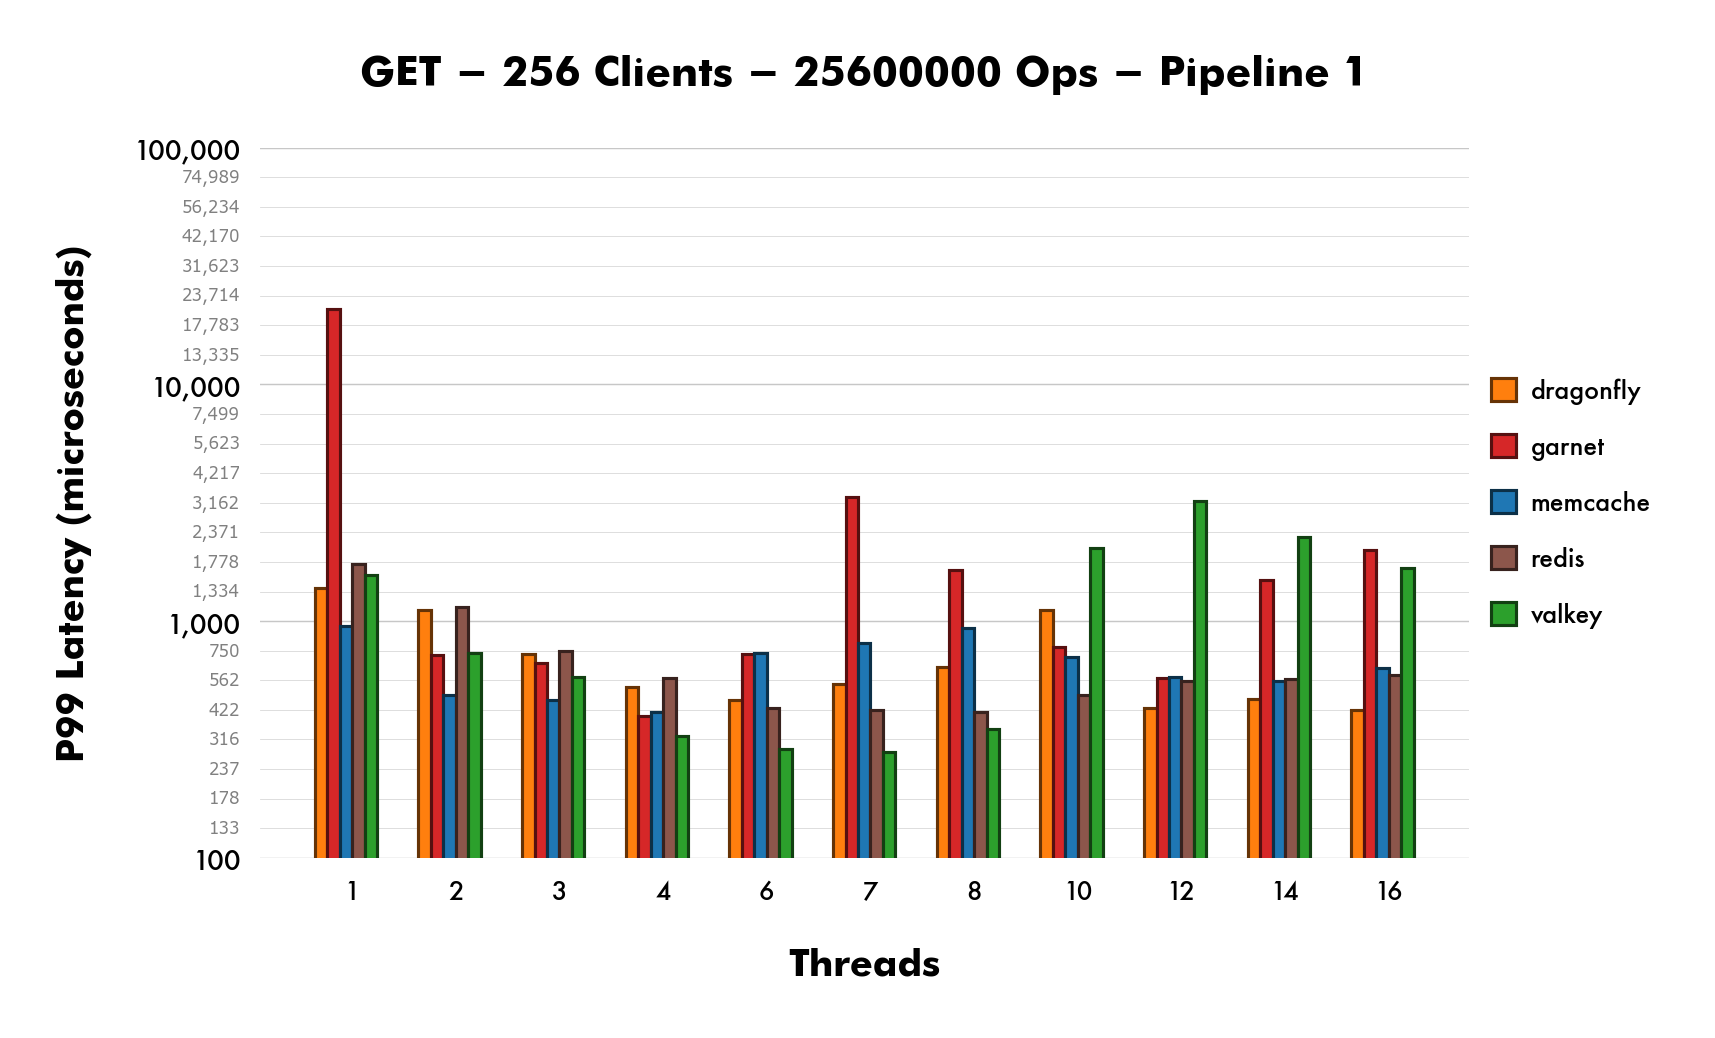 GET – 256 Clients – 25600000 Ops – Pipeline 1
P99 Latency (microseconds)
100,000
74,989
56,234
42,170
31,623
23,714
17,783
13,335
10,000
7,499
5,623
4,217
3,162
2,371
1,778
1,334
1,000
750
562
422
316
237
178
133
100
1 2 3 4 6 7 8 10 12 14 16
Threads
dragonfly
garnet
memcache
redis
valkey